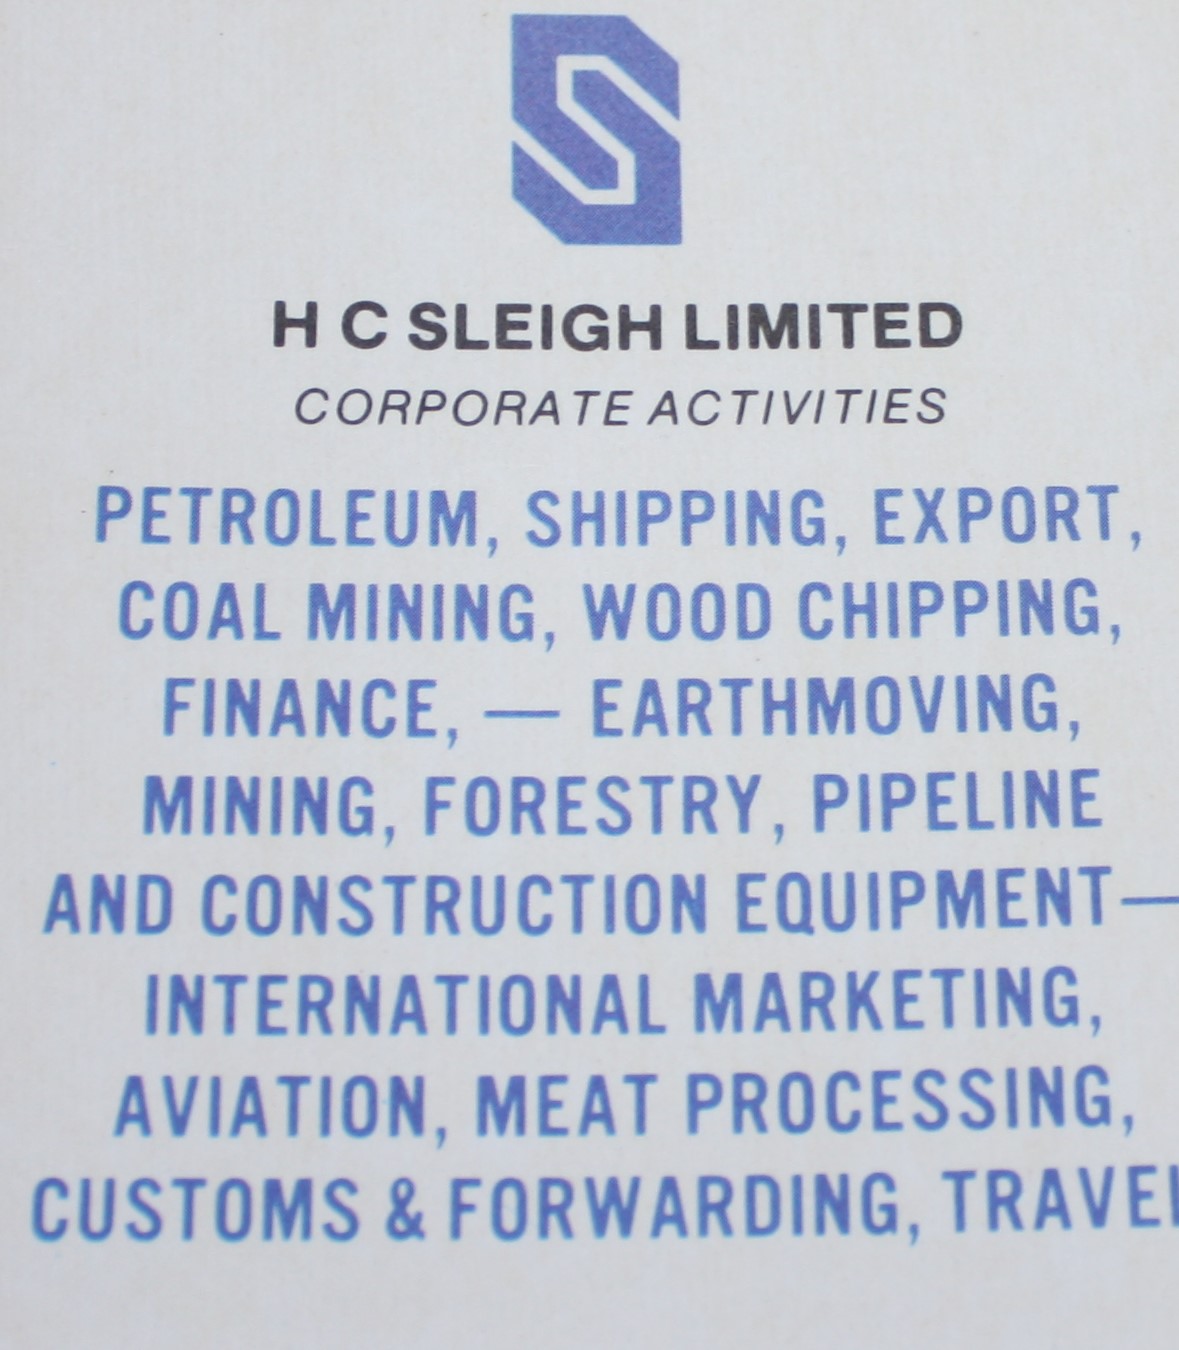 S
H C SLEIGH LIMITED
CORPORATE ACTIVITIES
PETROLEUM, SHIPPING, EXPORT,
COAL MINING, WOOD CHIPPING,
FINANCE, — EARTHMOVING,
MINING, FORESTRY, PIPELINE
AND CONSTRUCTION EQUIPMENT—
INTERNATIONAL MARKETING,
AVIATION, MEAT PROCESSING,
CUSTOMS & FORWARDING, TRAVEL